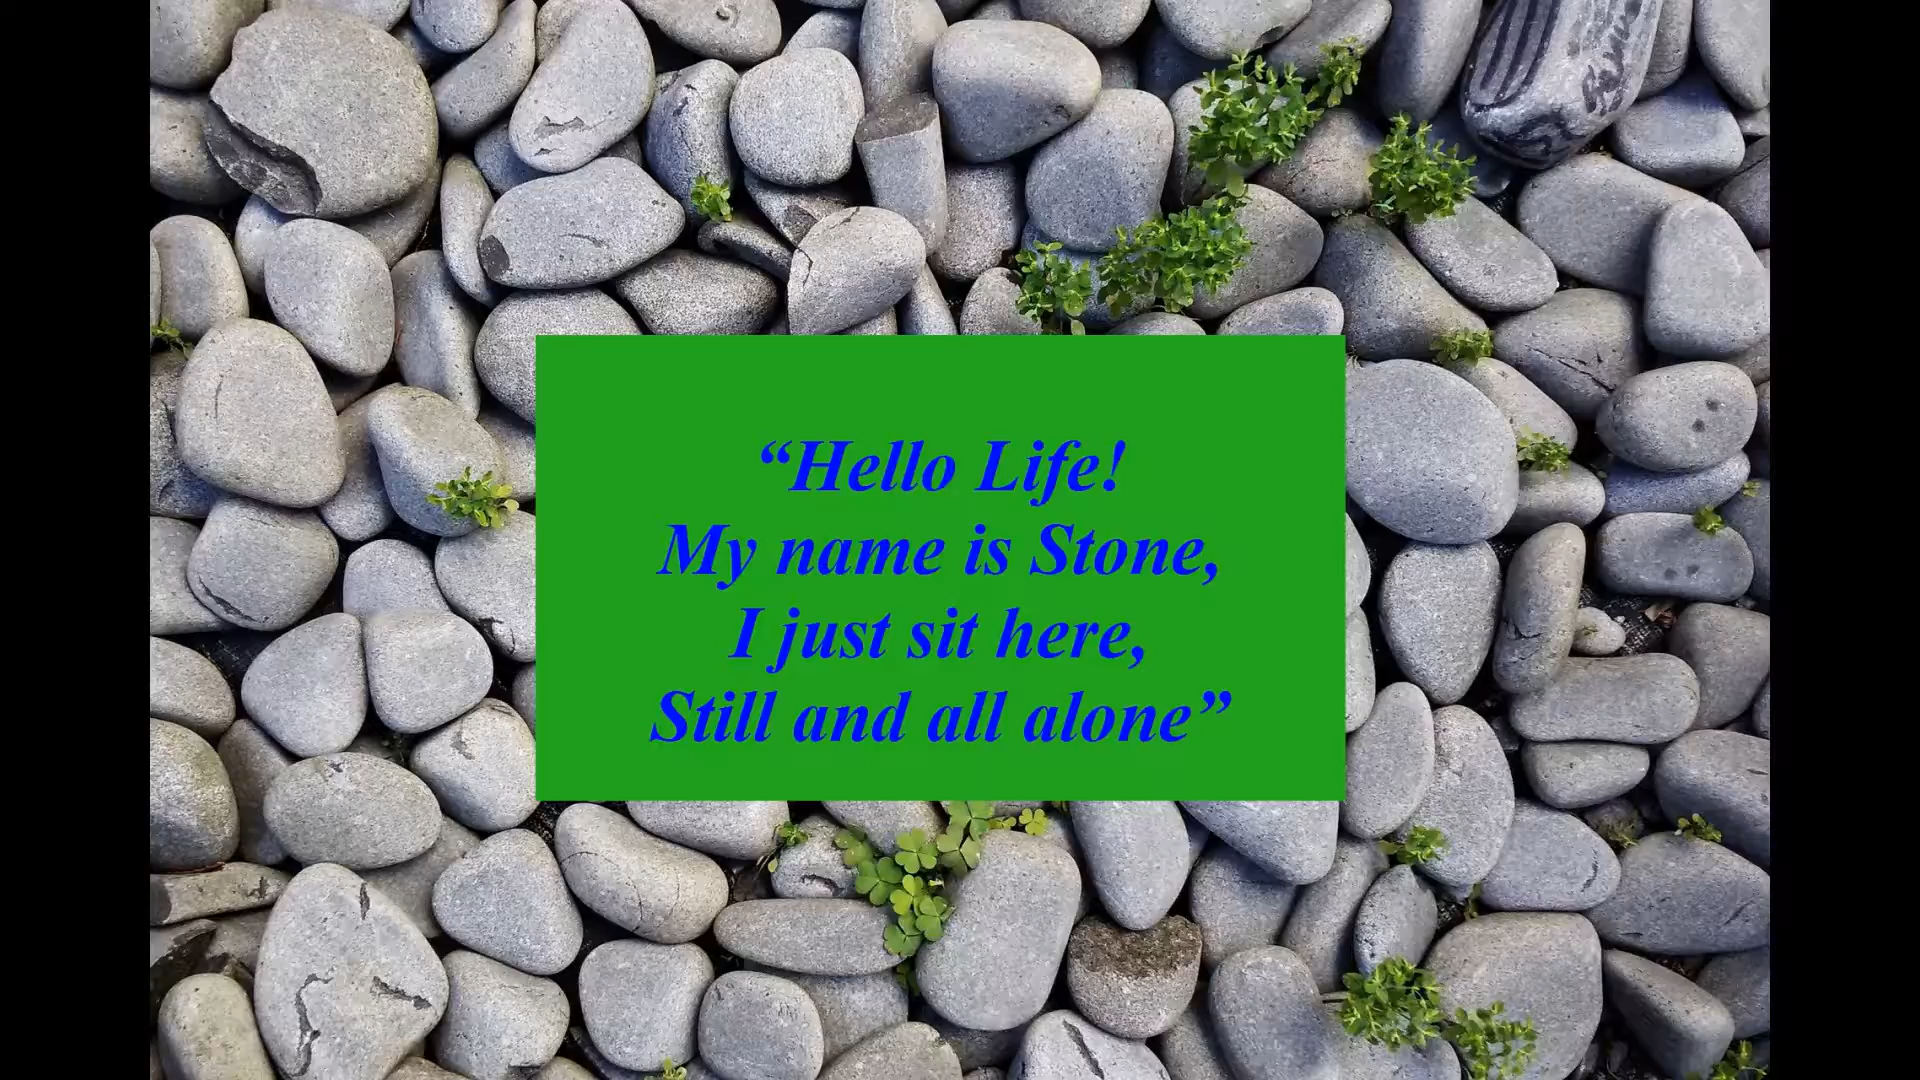 “Hello Life!
My name is Stone,
I just sit here,
Still and all alone”